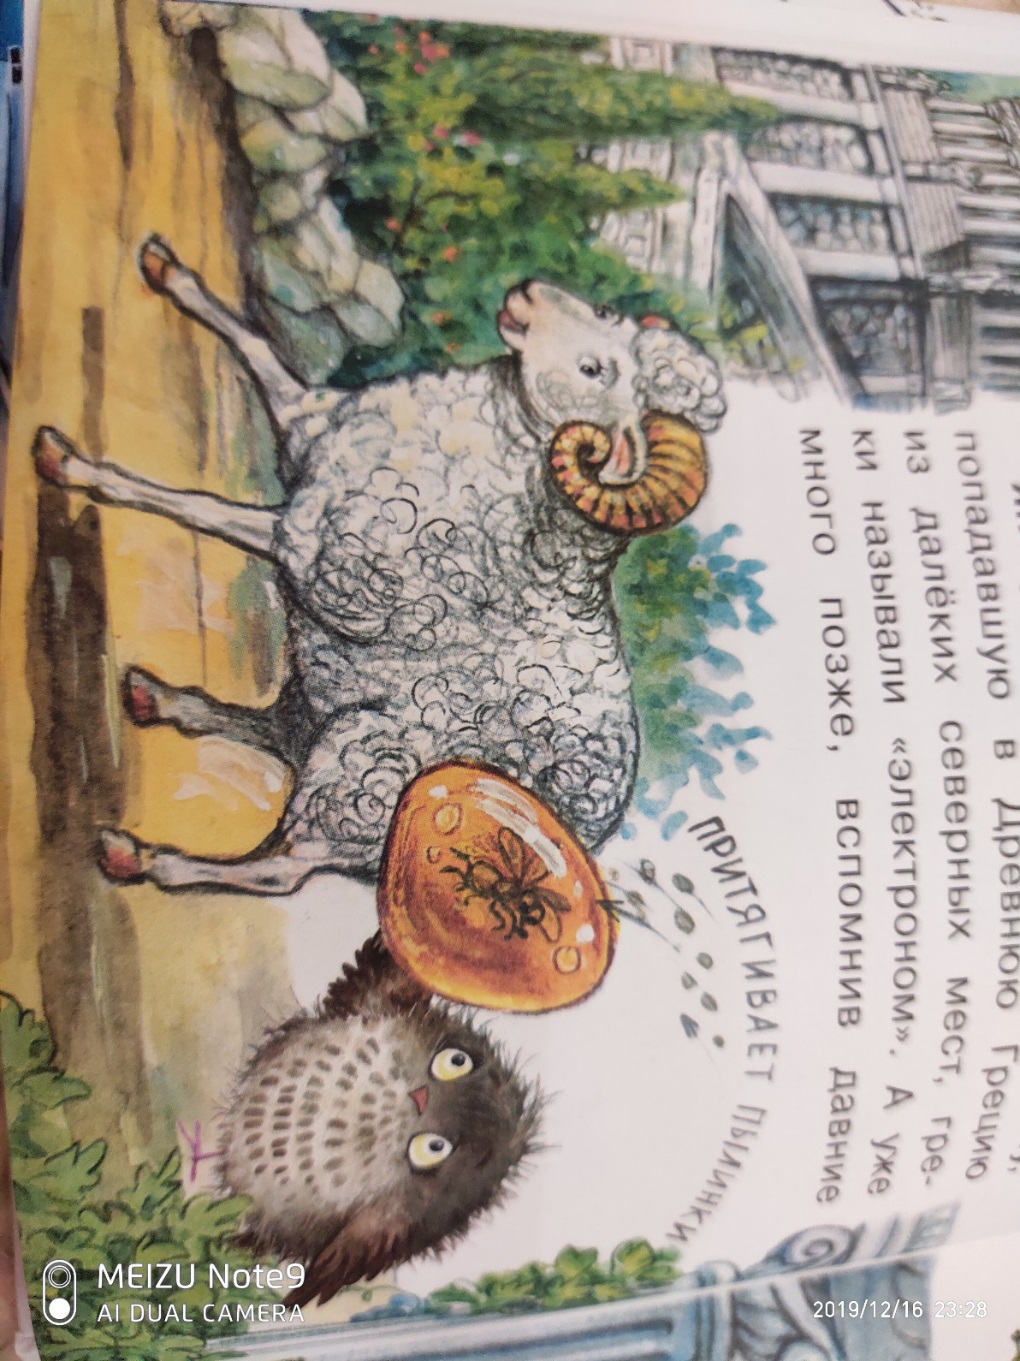 попадавшую в Древнюю Грецию
из далёких северных мест, гре-
ки называли «электроном». А уже
много позже, вспомнив давние
ПРИТЯГИВАЕТ ПЫЛИНКИ
MEIZU Note9
AI DUAL CAMERA
2019/12/16 23:28